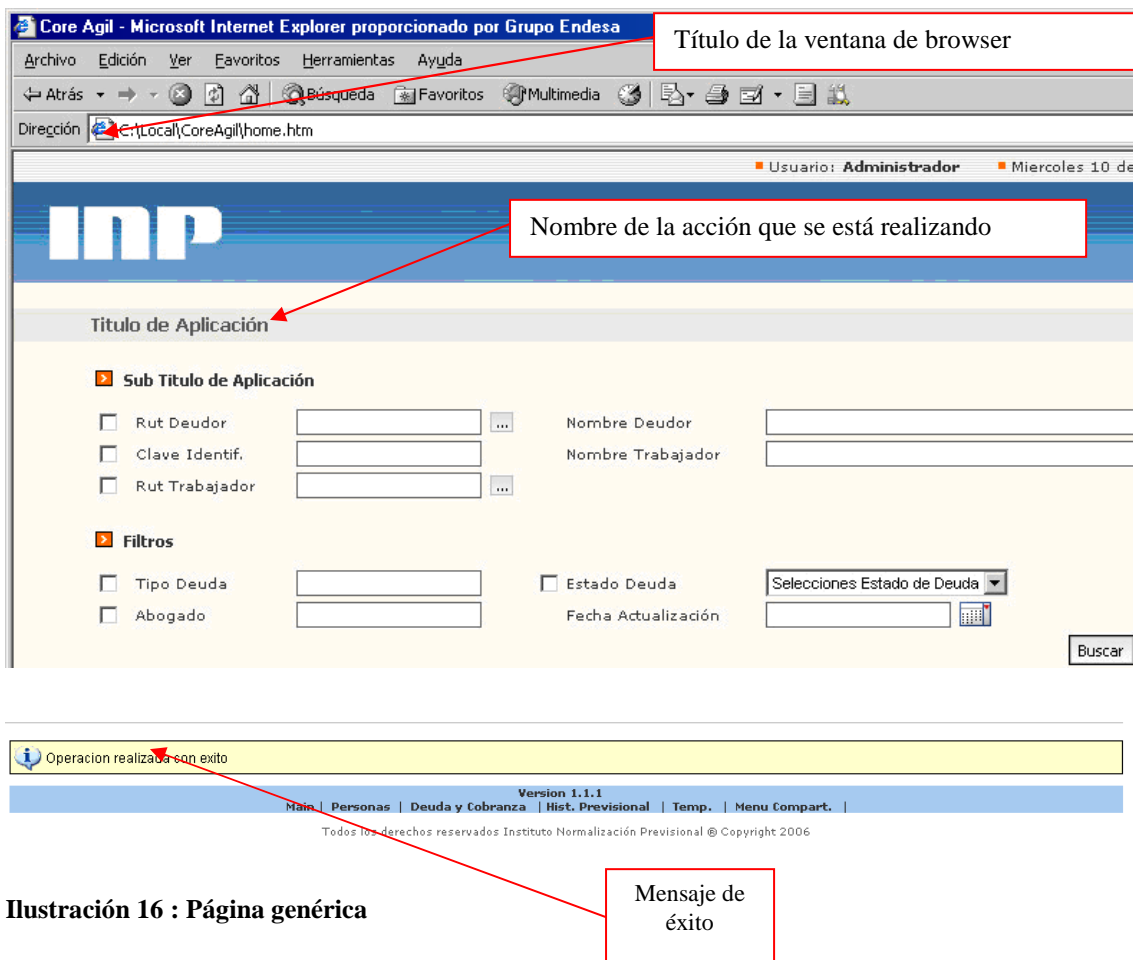 Core Agil - Microsoft Internet Explorer proporcionado por Grupo Endesa
Título de la ventana de browser
Archivo Edición Ver Favoritos Herramientas Ayuda
Atrás Búsqueda Favoritos Multimedia
Dirección C:\Local\CoreAgil\home.htm
Usuario: Administrador Miercoles 10 de
INP
Nombre de la acción que se está realizando
Titulo de Aplicación
Sub Titulo de Aplicación
Rut Deudor ... Nombre Deudor
Clave Identif. Nombre Trabajador
Rut Trabajador ...
Filtros
Tipo Deuda Estado Deuda Selecciones Estado de Deuda
Abogado Fecha Actualización
Buscar
Operacion realizada con exito
Version 1.1.1
Main | Personas | Deuda y Cobranza | Hist. Previsional | Temp. | Menu Compart. |
Todos los derechos reservados Instituto Normalización Previsional ® Copyright 2006
Mensaje de
éxito
Ilustración 16 : Página genérica